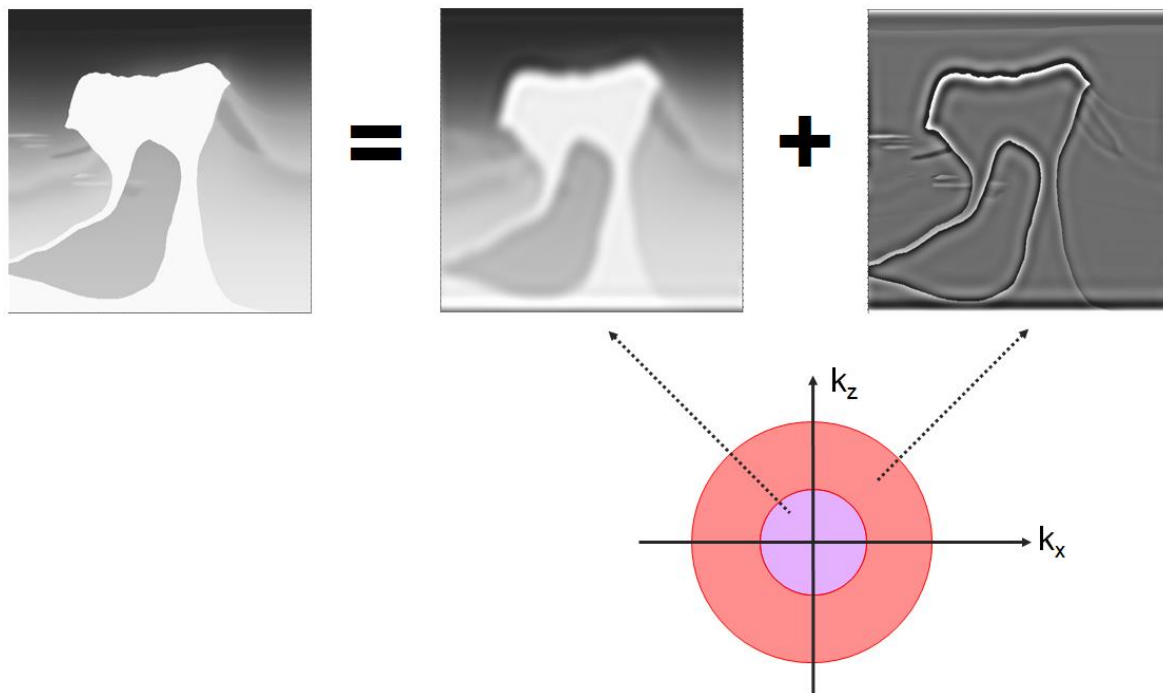 =
+
k_z
k_x